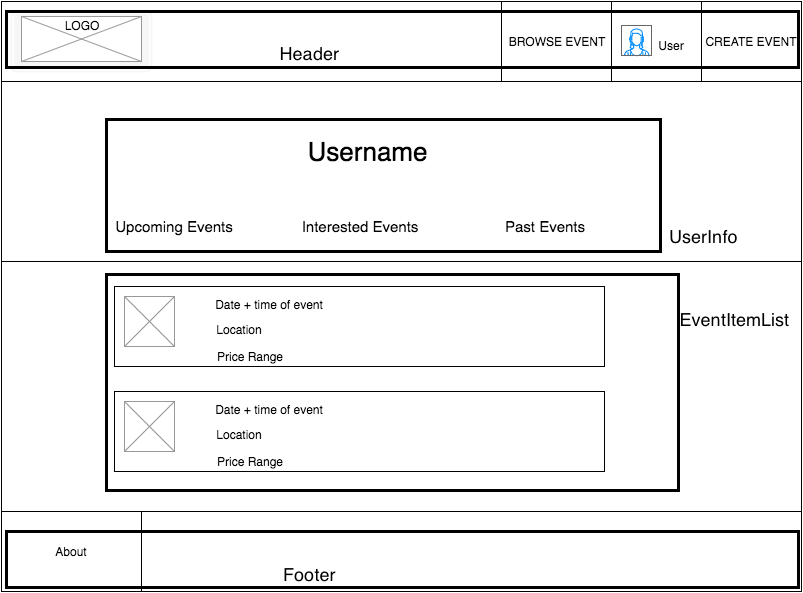 LOGO
Header
BROWSE EVENT
User
CREATE EVENT
Username
Upcoming Events
Interested Events
Past Events
UserInfo
EventItemList
Date + time of event
Location
Price Range
Date + time of event
Location
Price Range
About
Footer